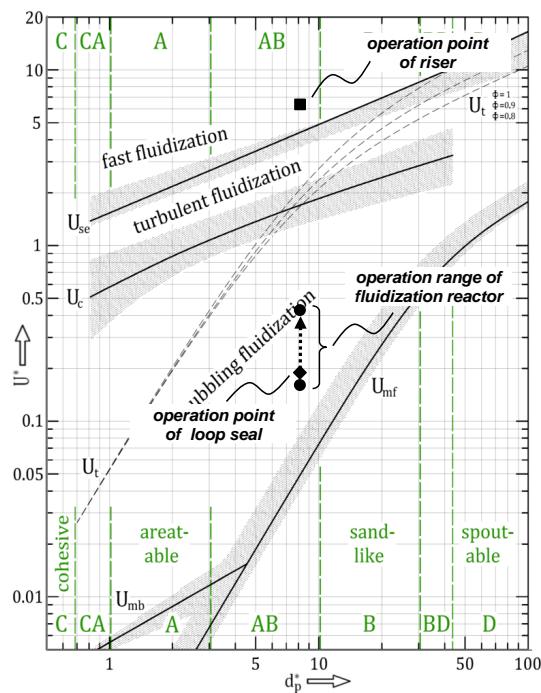 20
10
5
1
0.5
0.1
0.05
0.01
U*
C
CA
A
AB
operation point
of riser
fast fluidization
turbulent fluidization
U_t
Φ=1
Φ=0,9
Φ=0,8
U_se
U_c
operation range of
fluidization reactor
ubbling fluidization
U_mf
operation point
of loop seal
U_t
cohesive
areat-
able
sand-
like
spout-
able
U_mb
C
CA
A
AB
B
BD
D
1
5
10
50
100
d_p*